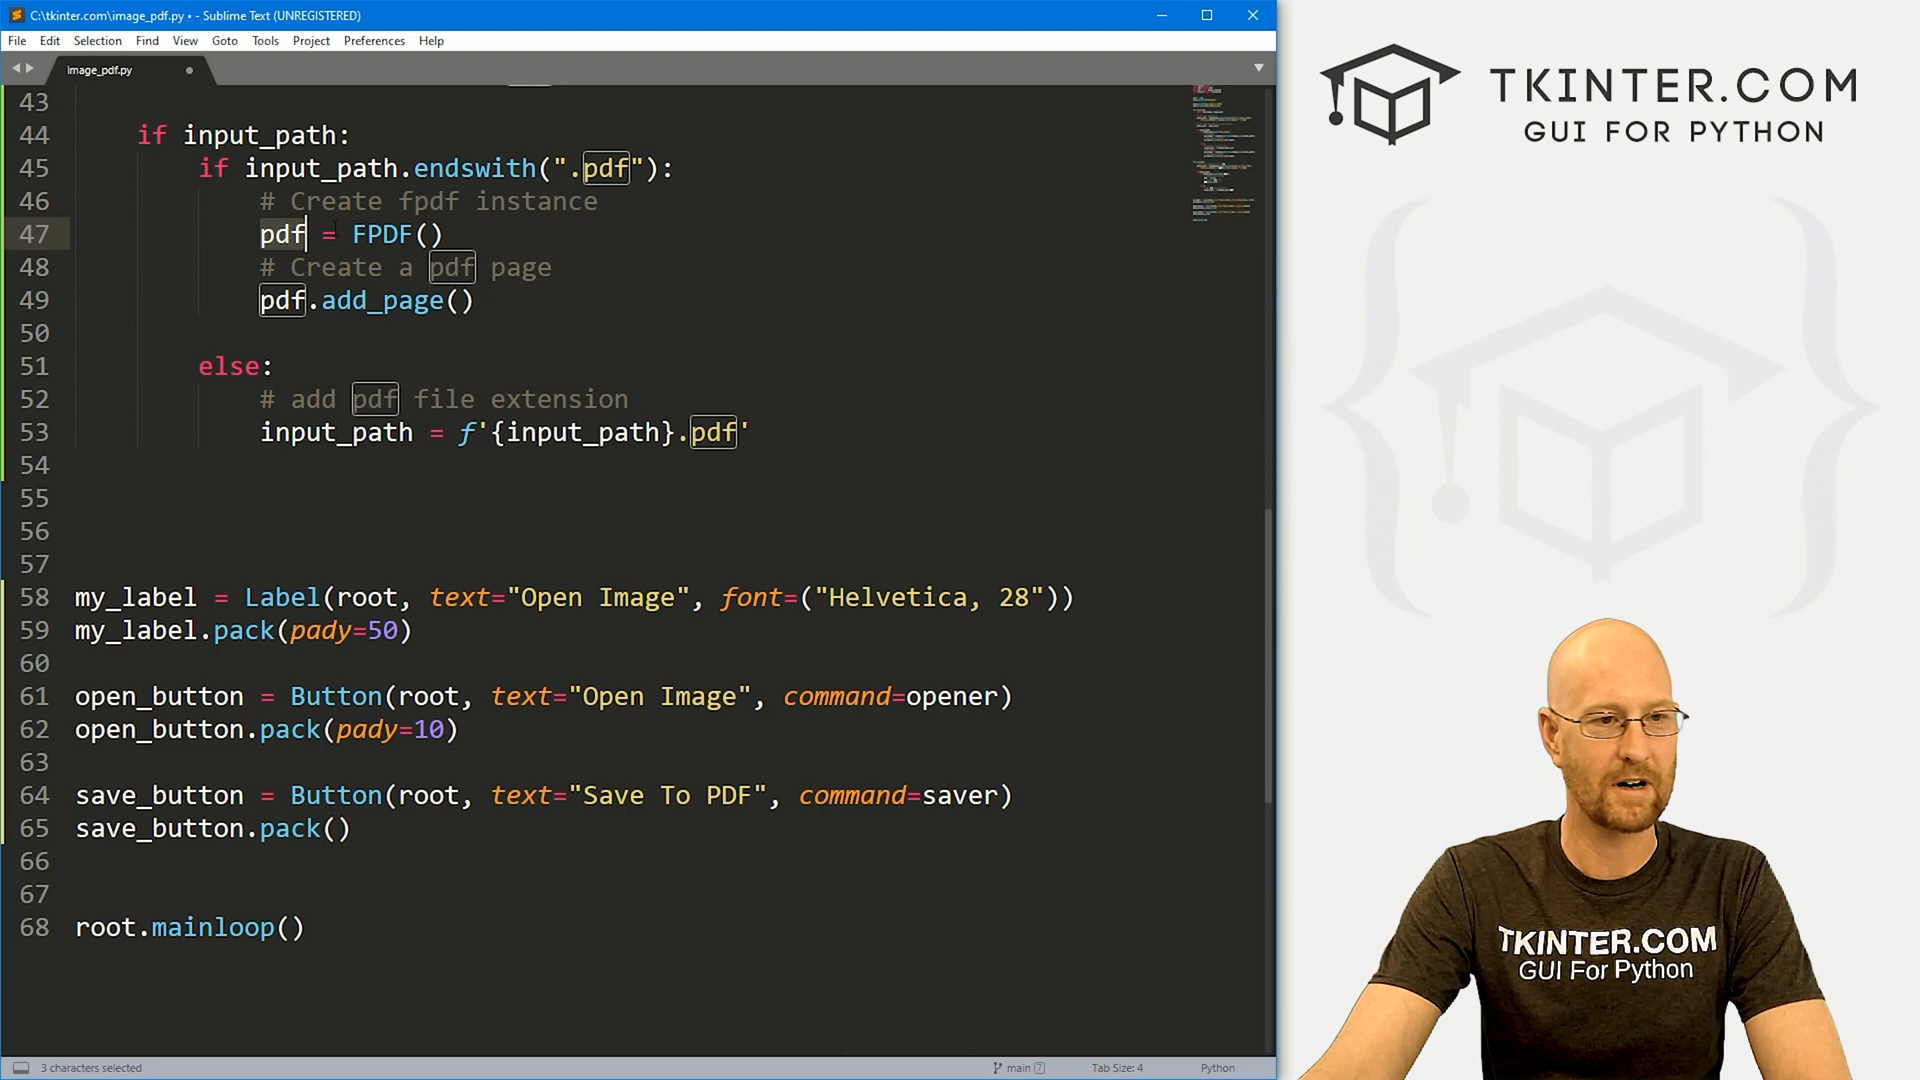 C:\tkinter.com\image_pdf.py • - Sublime Text (UNREGISTERED)
File Edit Selection Find View Goto Tools Project Preferences Help
image_pdf.py
43
44 if input_path:
45 if input_path.endswith(".pdf"):
46 # Create fpdf instance
47 pdf = FPDF()
48 # Create a pdf page
49 pdf.add_page()
50
51 else:
52 # add pdf file extension
53 input_path = f'{input_path}.pdf'
54
55
56
57
58 my_label = Label(root, text="Open Image", font=("Helvetica, 28"))
59 my_label.pack(pady=50)
60
61 open_button = Button(root, text="Open Image", command=opener)
62 open_button.pack(pady=10)
63
64 save_button = Button(root, text="Save To PDF", command=saver)
65 save_button.pack()
66
67
68 root.mainloop()
3 characters selected
main 7
Tab Size: 4
Python
TKINTER.COM
GUI FOR PYTHON
TKINTER.COM
GUI For Python